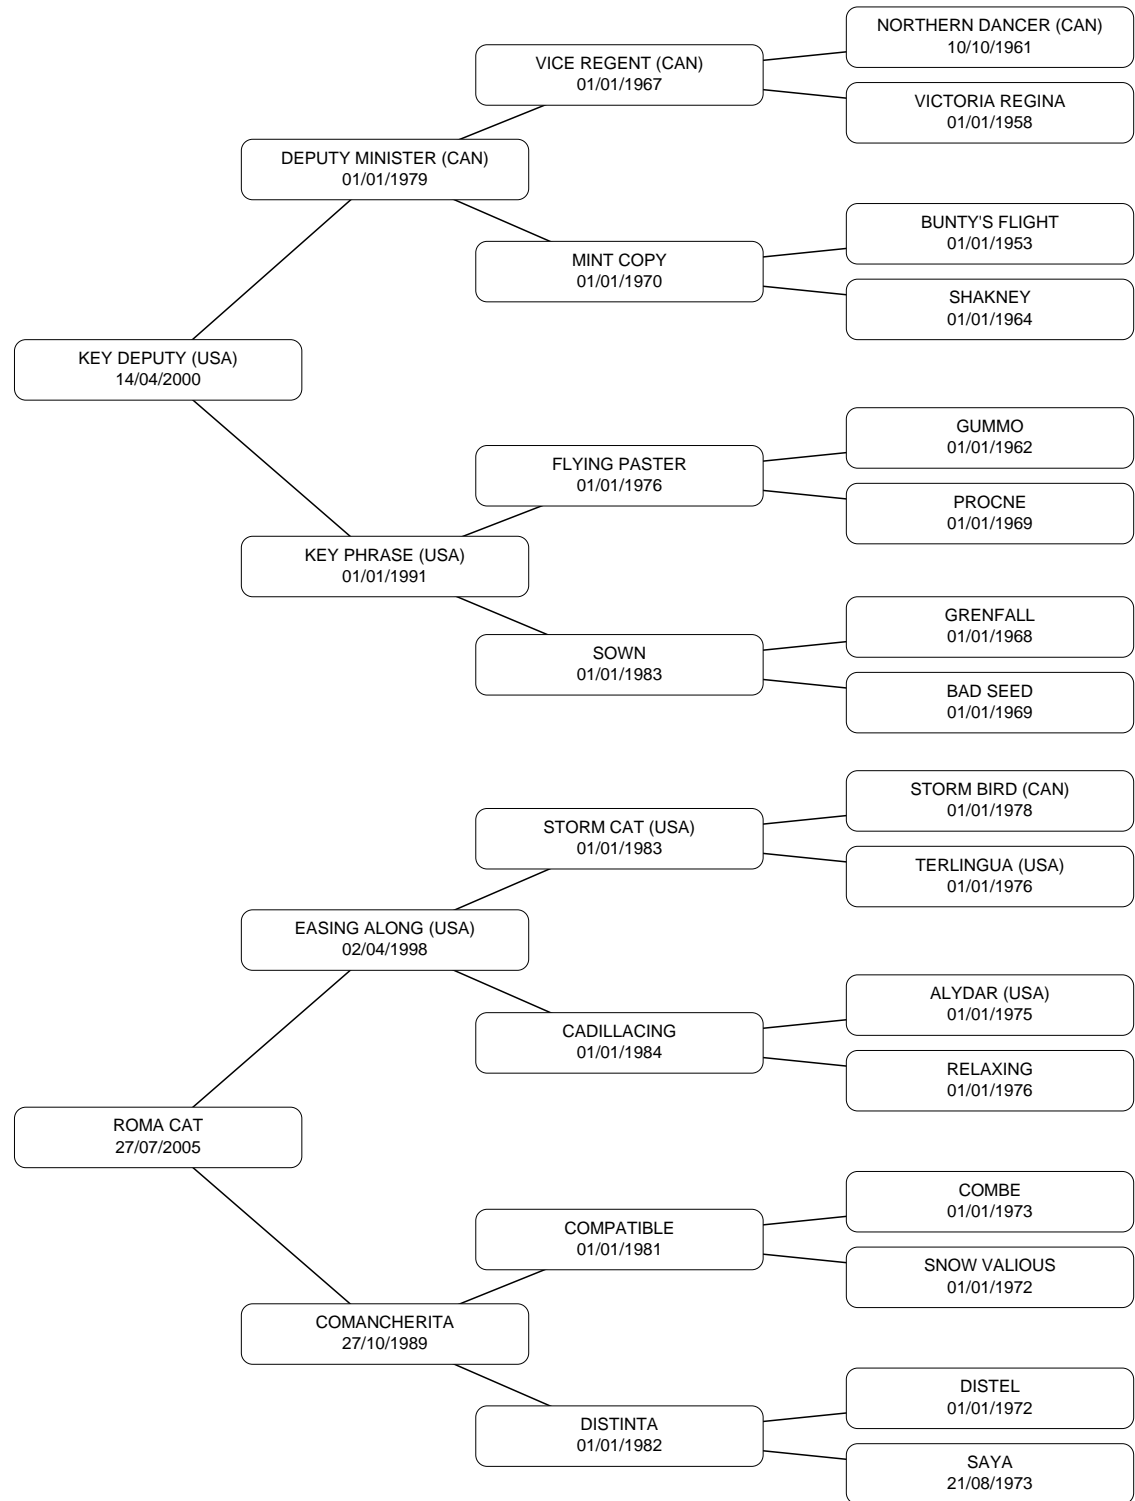 NORTHERN DANCER (CAN)
10/10/1961
VICE REGENT (CAN)
01/01/1967
VICTORIA REGINA
01/01/1958
DEPUTY MINISTER (CAN)
01/01/1979
BUNTY'S FLIGHT
01/01/1953
MINT COPY
01/01/1970
SHAKNEY
01/01/1964
KEY DEPUTY (USA)
14/04/2000
GUMMO
01/01/1962
FLYING PASTER
01/01/1976
PROCNE
01/01/1969
KEY PHRASE (USA)
01/01/1991
GRENFALL
01/01/1968
SOWN
01/01/1983
BAD SEED
01/01/1969
STORM BIRD (CAN)
01/01/1978
STORM CAT (USA)
01/01/1983
TERLINGUA (USA)
01/01/1976
EASING ALONG (USA)
02/04/1998
ALYDAR (USA)
01/01/1975
CADILLACING
01/01/1984
RELAXING
01/01/1976
ROMA CAT
27/07/2005
COMBE
01/01/1973
COMPATIBLE
01/01/1981
SNOW VALIOUS
01/01/1972
COMANCHERITA
27/10/1989
DISTEL
01/01/1972
DISTINTA
01/01/1982
SAYA
21/08/1973